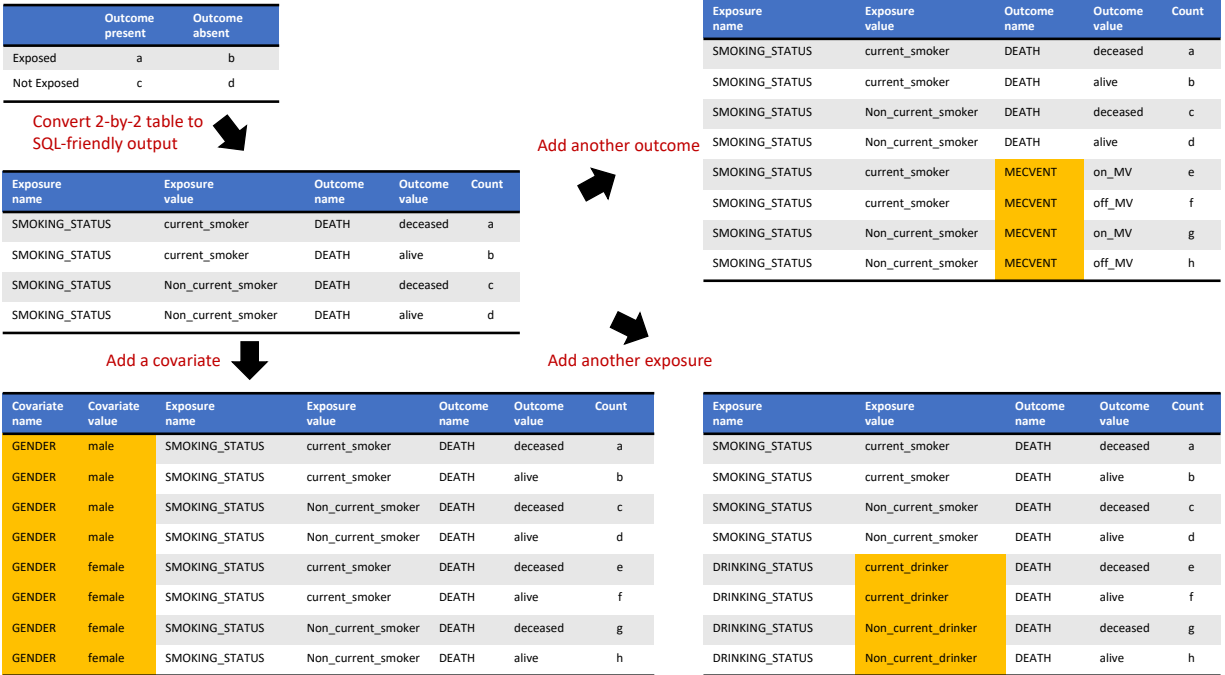 Outcome present Outcome absent
Exposed a b
Not Exposed c d
Convert 2-by-2 table to
SQL-friendly output
Exposure name Exposure value Outcome name Outcome value Count
SMOKING_STATUS current_smoker DEATH deceased a
SMOKING_STATUS current_smoker DEATH alive b
SMOKING_STATUS Non_current_smoker DEATH deceased c
SMOKING_STATUS Non_current_smoker DEATH alive d
Add another outcome
Exposure name Exposure value Outcome name Outcome value Count
SMOKING_STATUS current_smoker DEATH deceased a
SMOKING_STATUS current_smoker DEATH alive b
SMOKING_STATUS Non_current_smoker DEATH deceased c
SMOKING_STATUS Non_current_smoker DEATH alive d
SMOKING_STATUS current_smoker MECVENT on_MV e
SMOKING_STATUS current_smoker MECVENT off_MV f
SMOKING_STATUS Non_current_smoker MECVENT on_MV g
SMOKING_STATUS Non_current_smoker MECVENT off_MV h
Add a covariate
Covariate name Covariate value Exposure name Exposure value Outcome name Outcome value Count
GENDER male SMOKING_STATUS current_smoker DEATH deceased a
GENDER male SMOKING_STATUS current_smoker DEATH alive b
GENDER male SMOKING_STATUS Non_current_smoker DEATH deceased c
GENDER male SMOKING_STATUS Non_current_smoker DEATH alive d
GENDER female SMOKING_STATUS current_smoker DEATH deceased e
GENDER female SMOKING_STATUS current_smoker DEATH alive f
GENDER female SMOKING_STATUS Non_current_smoker DEATH deceased g
GENDER female SMOKING_STATUS Non_current_smoker DEATH alive h
Add another exposure
Exposure name Exposure value Outcome name Outcome value Count
SMOKING_STATUS current_smoker DEATH deceased a
SMOKING_STATUS current_smoker DEATH alive b
SMOKING_STATUS Non_current_smoker DEATH deceased c
SMOKING_STATUS Non_current_smoker DEATH alive d
DRINKING_STATUS current_drinker DEATH deceased e
DRINKING_STATUS current_drinker DEATH alive f
DRINKING_STATUS Non_current_drinker DEATH deceased g
DRINKING_STATUS Non_current_drinker DEATH alive h